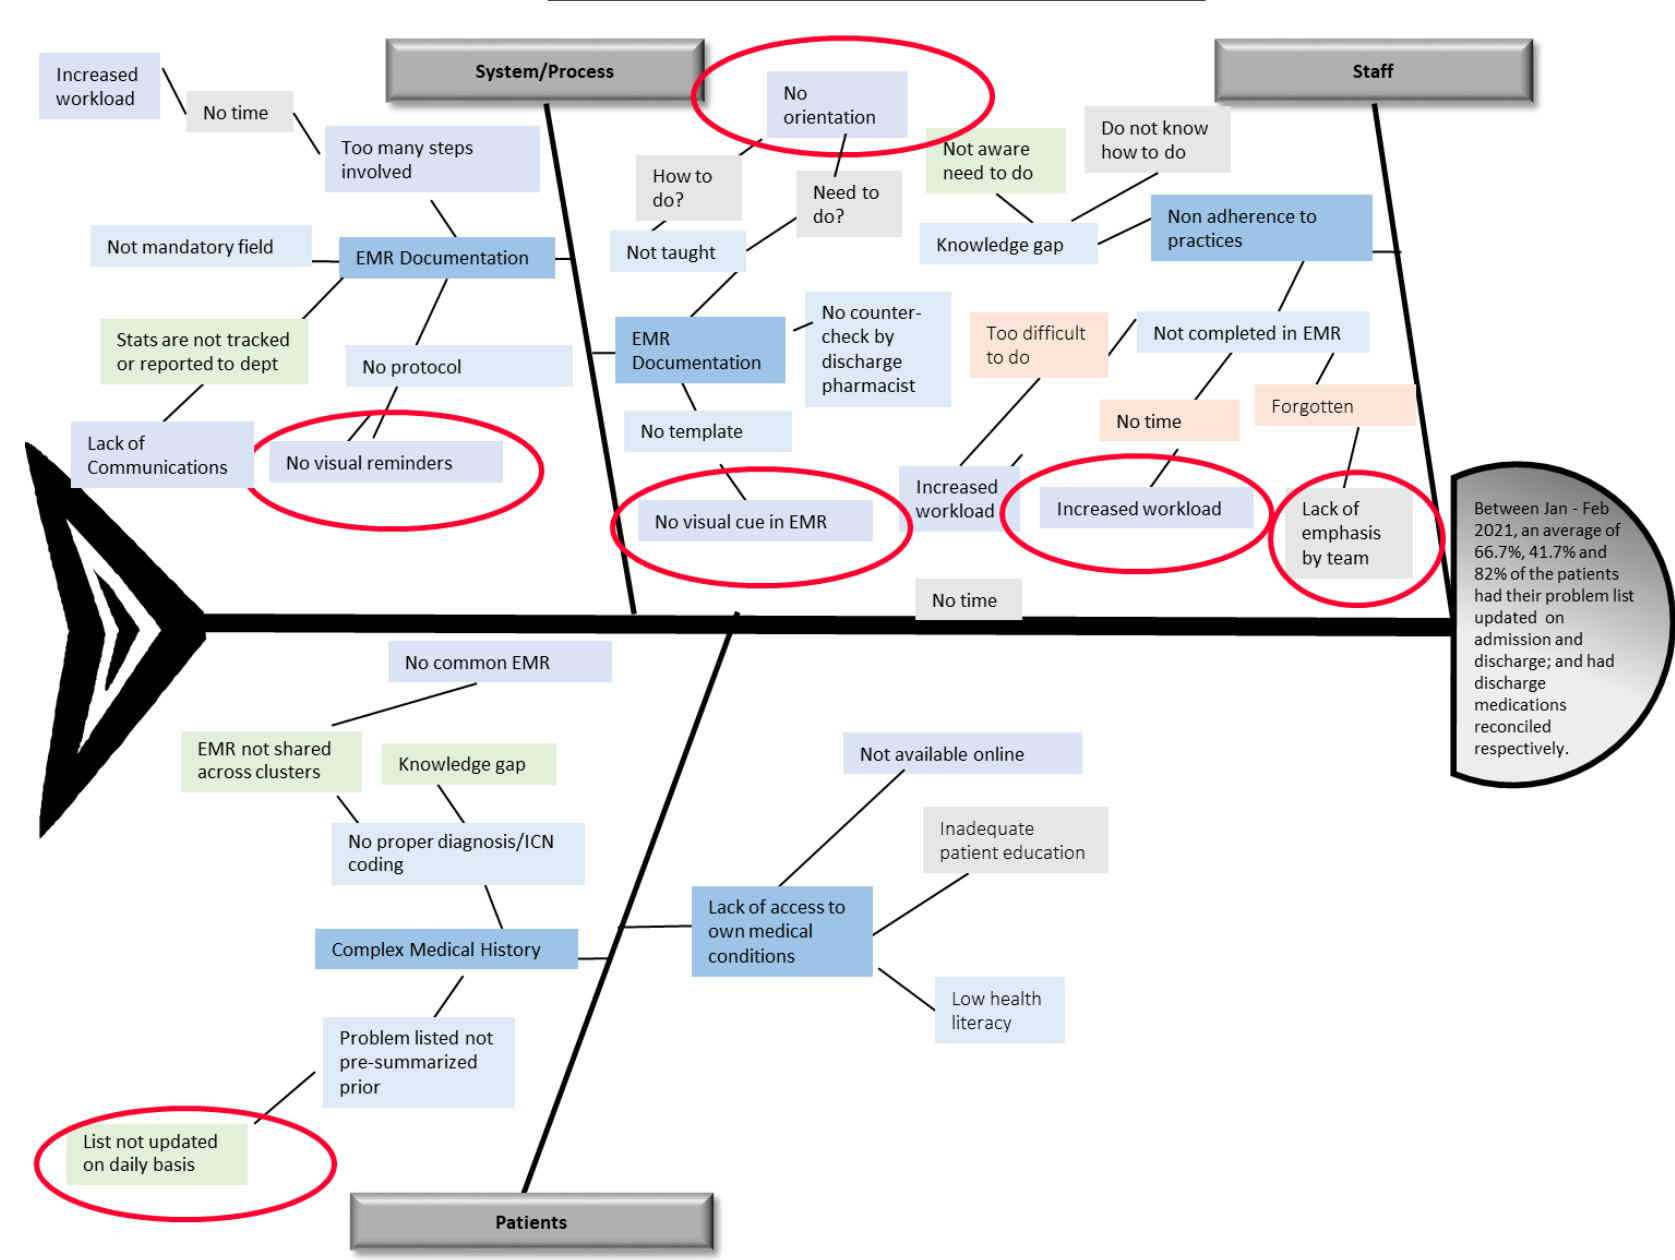 System/Process
Staff
Increased
workload
No time
Too many steps
involved
Not mandatory field
EMR Documentation
Stats are not tracked
or reported to dept
No protocol
Lack of
Communications
No visual reminders
No
orientation
How to
do?
Need to
do?
Not taught
EMR
Documentation
No counter-
check by
discharge
pharmacist
No template
No visual cue in EMR
Not aware
need to do
Do not know
how to do
Knowledge gap
Non adherence to
practices
Too difficult
to do
Not completed in EMR
No time
Forgotten
Increased
workload
Increased workload
Lack of
emphasis
by team
No time
Between Jan - Feb
2021, an average of
66.7%, 41.7% and
82% of the patients
had their problem list
updated on
admission and
discharge; and had
discharge
medications
reconciled
respectively.
No common EMR
EMR not shared
across clusters
Knowledge gap
No proper diagnosis/ICN
coding
Complex Medical History
Problem listed not
pre-summarized
prior
List not updated
on daily basis
Not available online
Inadequate
patient education
Lack of access to
own medical
conditions
Low health
literacy
Patients